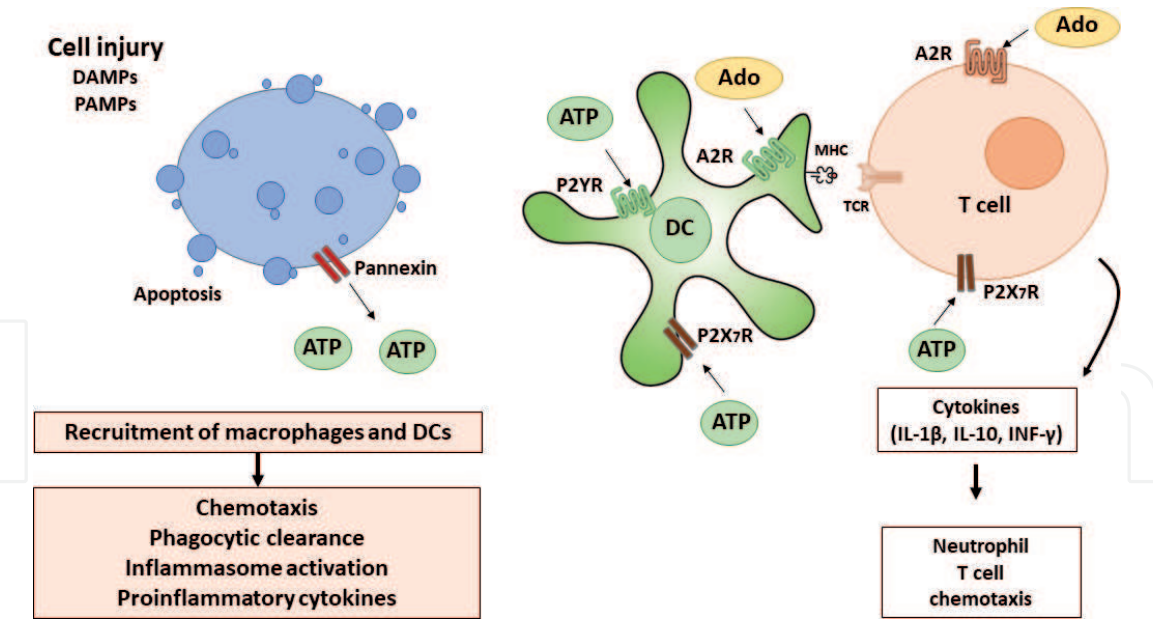 Cell injury
DAMPs
PAMPs
Pannexin
Apoptosis
ATP
ATP
Recruitment of macrophages and DCs
Chemotaxis
Phagocytic clearance
Inflammasome activation
Proinflammatory cytokines
Ado
ATP
A2R
P2YR
DC
MHC
P2X7R
ATP
Ado
A2R
TCR
T cell
P2X7R
ATP
Cytokines
(IL-1β, IL-10, INF-γ)
Neutrophil
T cell
chemotaxis